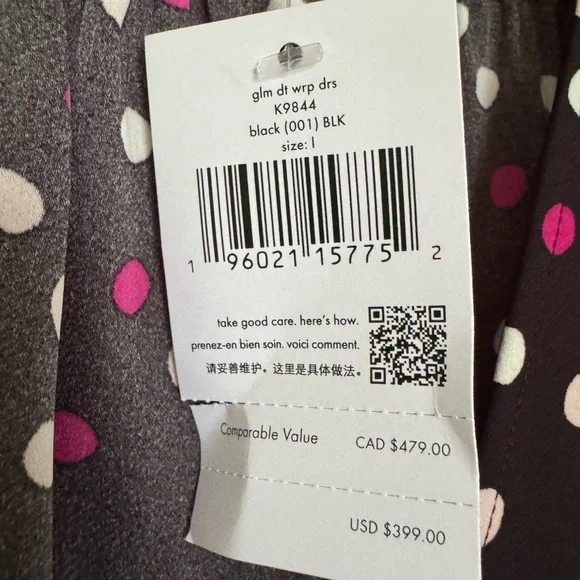 glm dt wrp drs
K9844
black (001) BLK
size: l
1 96021 15775 2
take good care. here's how.
prenez-en bien soin. voici comment.
请妥善维护。这里是具体做法。
Comparable Value CAD $479.00
USD $399.00